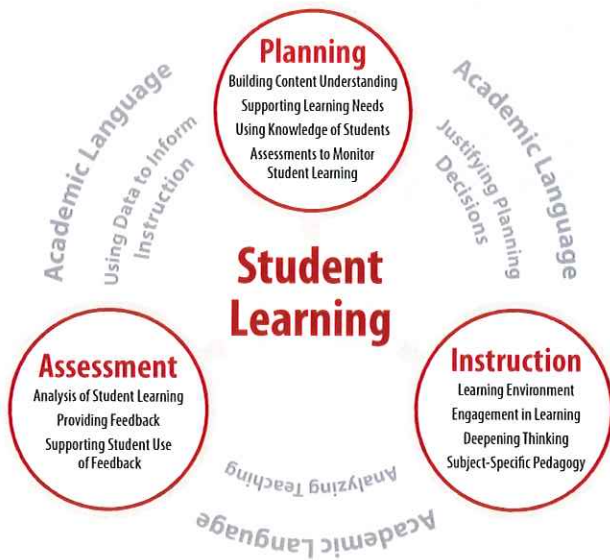 Planning
Building Content Understanding
Supporting Learning Needs
Using Knowledge of Students
Assessments to Monitor
Student Learning
Academic Language
Using Data to Inform
Instruction
Academic Language
Justifying Planning
Decisions
Student
Learning
Assessment
Analysis of Student Learning
Providing Feedback
Supporting Student Use
of Feedback
Instruction
Learning Environment
Engagement in Learning
Deepening Thinking
Subject-Specific Pedagogy
Analyzing Teaching
Academic Language